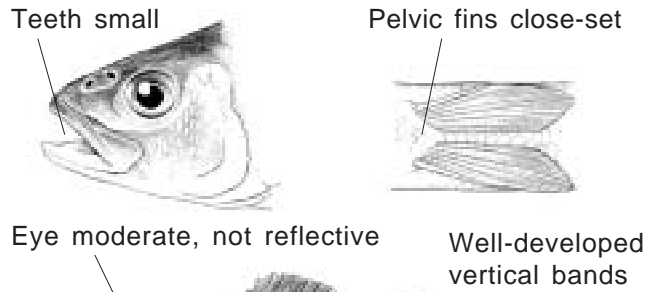 Teeth small
Pelvic fins close-set
Eye moderate, not reflective
Well-developed
vertical bands